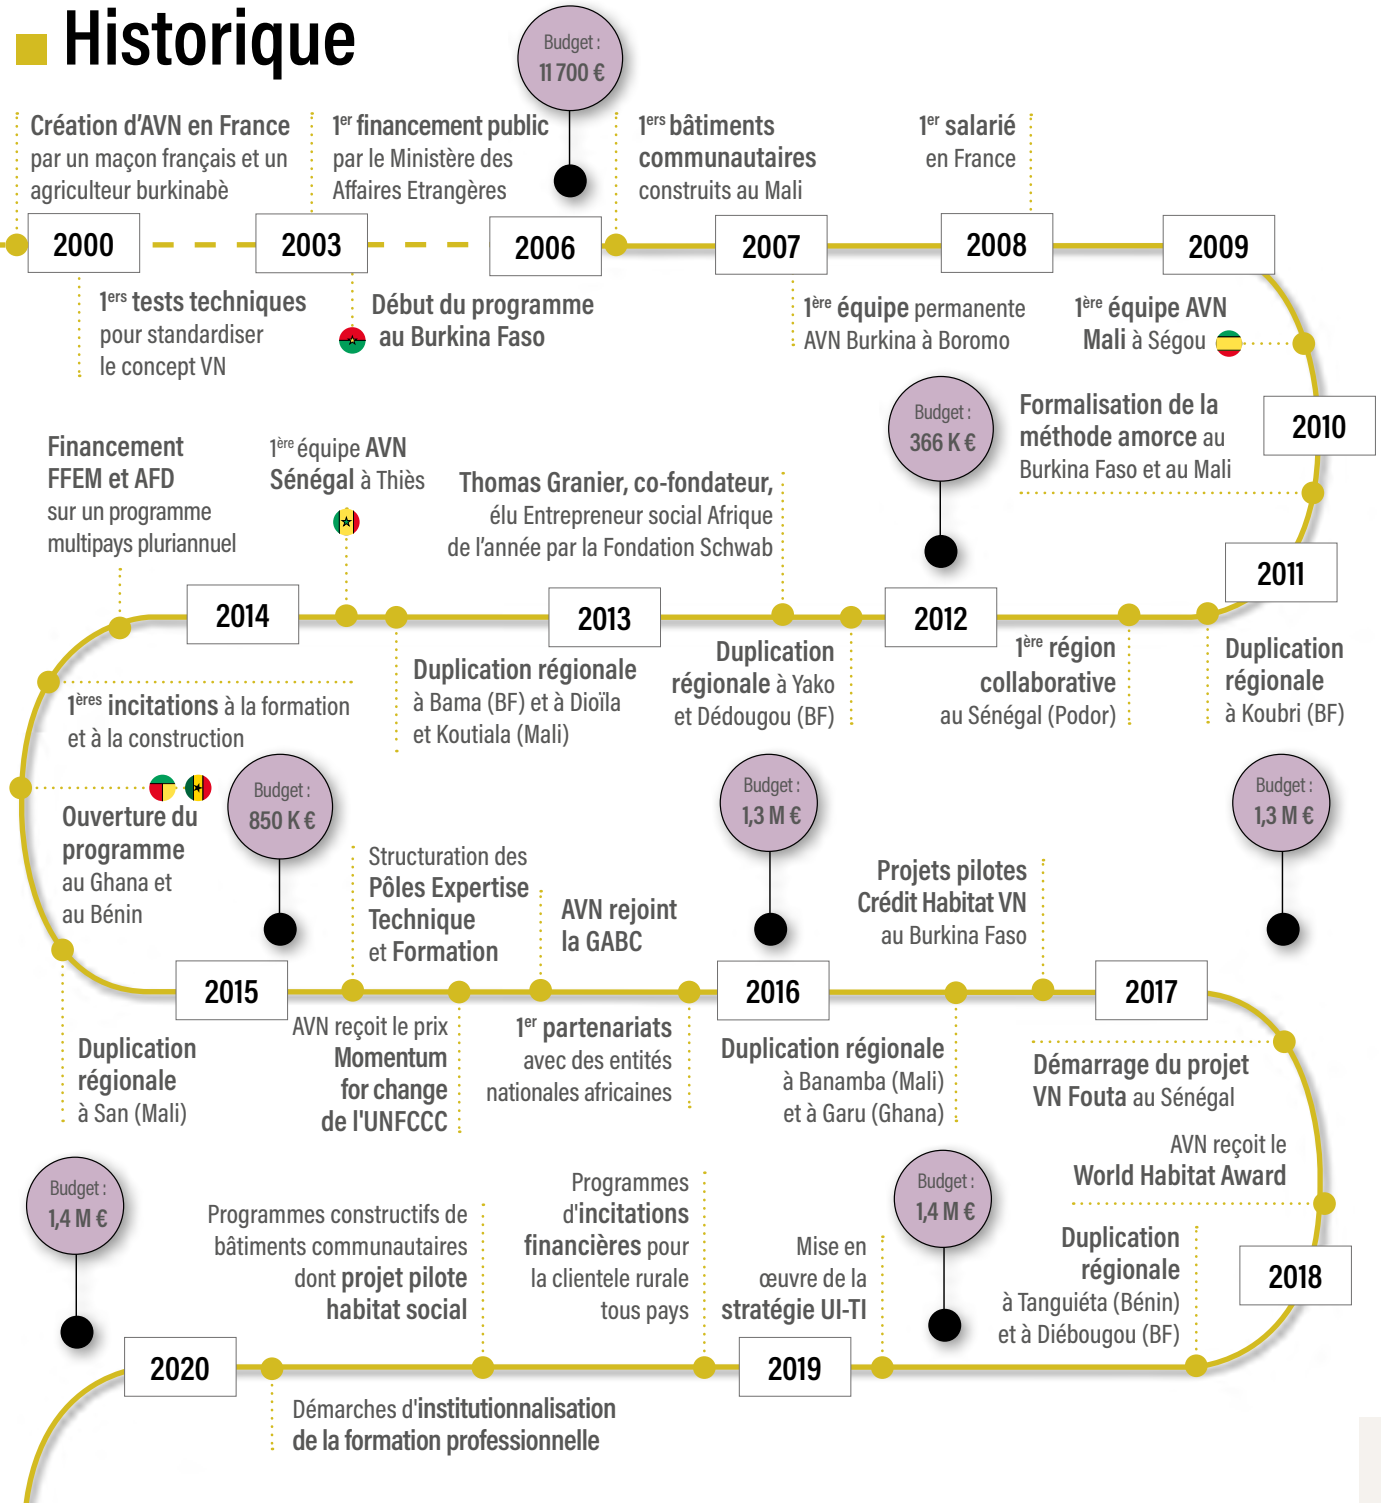 Historique
Budget :
11 700 €
Création d’AVN en France
par un maçon français et un
agriculteur burkinabè
1er financement public
par le Ministère des
Affaires Etrangères
1ers bâtiments
communautaires
construits au Mali
1er salarié
en France
2000
2003
2006
2007
2008
2009
1ers tests techniques
pour standardiser
le concept VN
Début du programme
au Burkina Faso
1ère équipe permanente
AVN Burkina à Boromo
1ère équipe AVN
Mali à Ségou
2010
Formalisation de la
méthode amorce au
Burkina Faso et au Mali
Budget :
366 K €
Financement
FFEM et AFD
sur un programme
multipays pluriannuel
1ère équipe AVN
Sénégal à Thiès
Thomas Granier, co-fondateur,
élu Entrepreneur social Afrique
de l’année par la Fondation Schwab
2011
2014
2013
2012
1ères incitations à la formation
et à la construction
Duplication régionale
à Bama (BF) et à Dioïla
et Koutiala (Mali)
Duplication
régionale à Yako
et Dédougou (BF)
1ère région
collaborative
au Sénégal (Podor)
Duplication
régionale
à Koubri (BF)
Ouverture du
programme
au Ghana et
au Bénin
Budget :
850 K €
Budget :
1,3 M €
Budget :
1,3 M €
Structuration des
Pôles Expertise
Technique
et Formation
AVN rejoint
la GABC
Projets pilotes
Crédit Habitat VN
au Burkina Faso
2015
2016
2017
Duplication
régionale
à San (Mali)
AVN reçoit le prix
Momentum
for change
de l'UNFCCC
1er partenariats
avec des entités
nationales africaines
Duplication régionale
à Banamba (Mali)
et à Garu (Ghana)
Démarrage du projet
VN Fouta au Sénégal
AVN reçoit le
World Habitat Award
Budget :
1,4 M €
Programmes constructifs de
bâtiments communautaires
dont projet pilote
habitat social
Programmes
d'incitations
financières pour
la clientele rurale
tous pays
Mise en
œuvre de la
stratégie UI-TI
Budget :
1,4 M €
Duplication
régionale
à Tanguiéta (Bénin)
et à Diébougou (BF)
2018
2020
2019
Démarches d'institutionnalisation
de la formation professionnelle